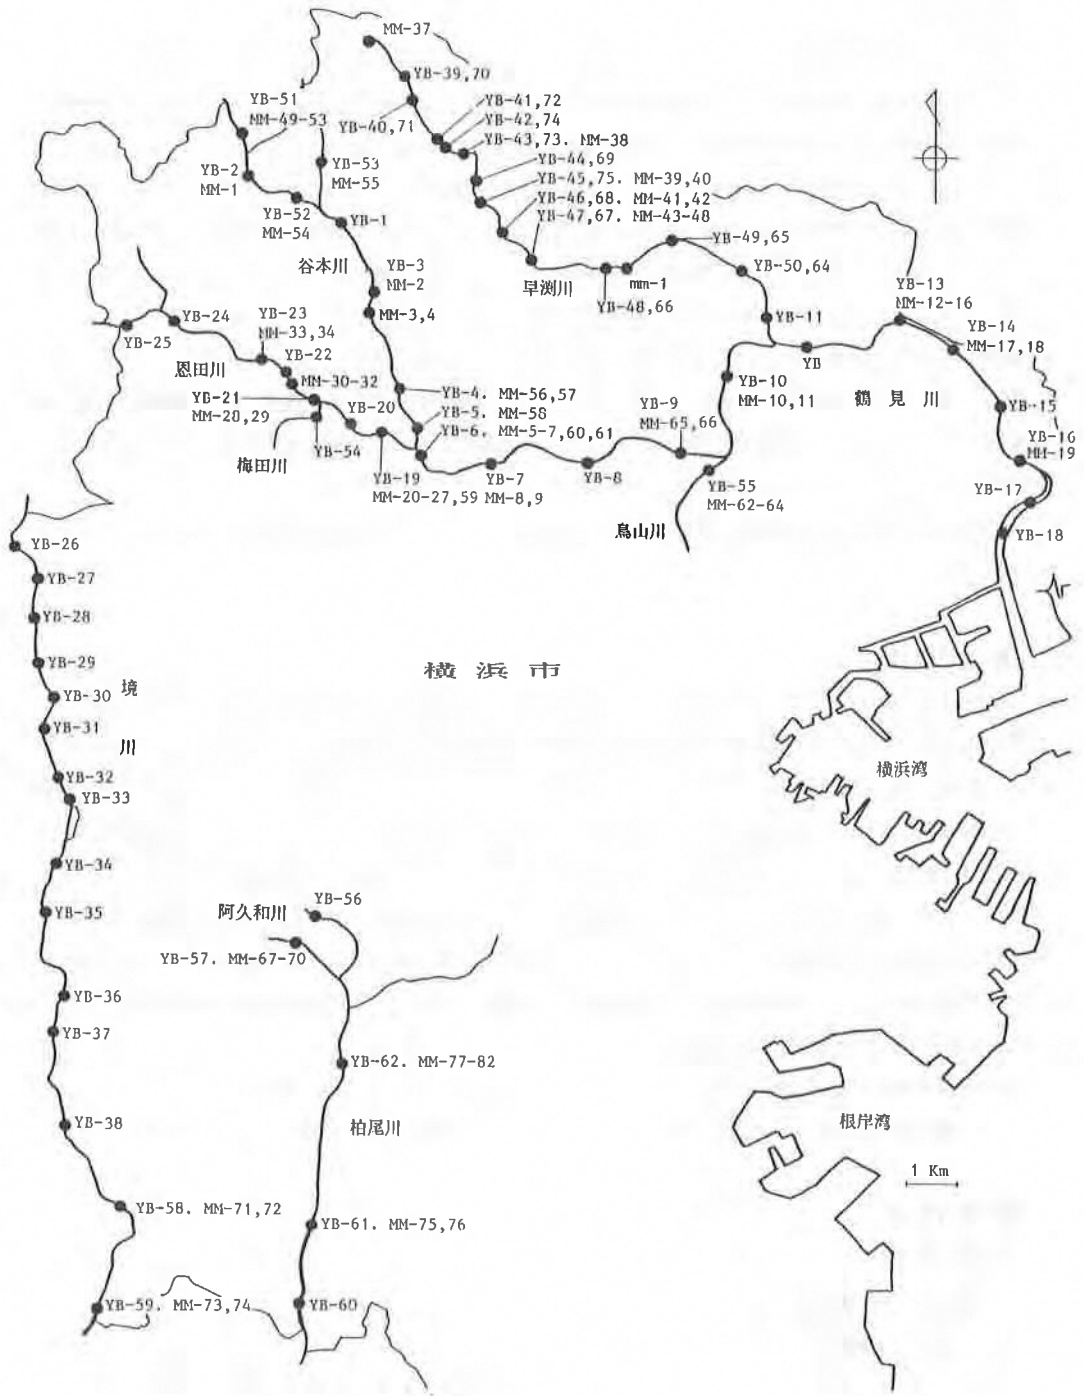 MM-37
YB-39,70
YB-51
MM-49-53
YB-40,71
YB-41,72
YB-42,74
YB-43,73. MM-38
YB-2
MM-1
YB-53
MM-55
YB-44,69
YB-45,75. MM-39,40
YB-46,68. MM-41,42
YB-47,67. MM-43-48
YB-52
MM-54
YB-1
谷本川
YB-3
MM-2
MM-3,4
早渕川
YB-48,66
mm-1
YB-49,65
YB-50,64
YB-11
YB
YB-13
MM-12-16
YB-14
MM-17,18
YB-25
YB-24
YB-23
MM-33,34
恩田川
YB-22
MM-30-32
YB-21
MM-28,29
YB-20
梅田川
YB-54
YB-19
MM-20-27,59
YB-4. MM-56,57
YB-5. MM-58
YB-6. MM-5-7,60,61
YB-7
MM-8,9
YB-8
YB-9
MM-65,66
YB-10
MM-10,11
YB-55
MM-62-64
鳥山川
鶴見川
YB-15
YB-16
MM-19
YB-17
YB-18
YB-26
YB-27
YB-28
YB-29
YB-30
YB-31
境川
YB-32
YB-33
YB-34
YB-35
YB-36
YB-37
YB-38
横浜市
横浜湾
阿久和川
YB-56
YB-57. MM-67-70
YB-62. MM-77-82
柏尾川
根岸湾
1 Km
YB-58. MM-71,72
YB-61. MM-75,76
YB-59. MM-73,74
YB-60